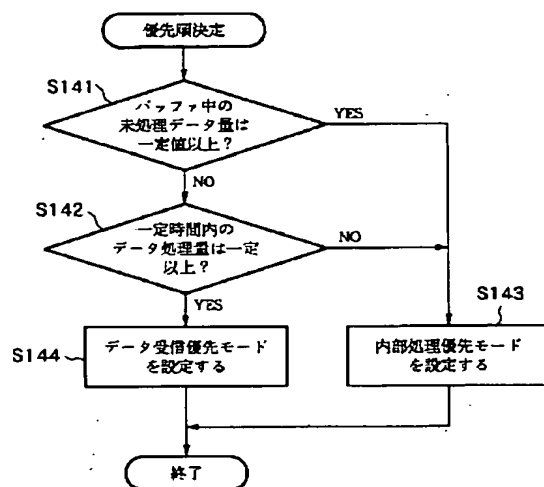 優先順決定
S141
バッファ中の
未処理データ量は
一定値以上？
YES
NO
S142
一定時間内の
データ処理量は一定
以上？
NO
YES
S143
S144
データ受信優先モード
を設定する
内部処理優先モード
を設定する
終了